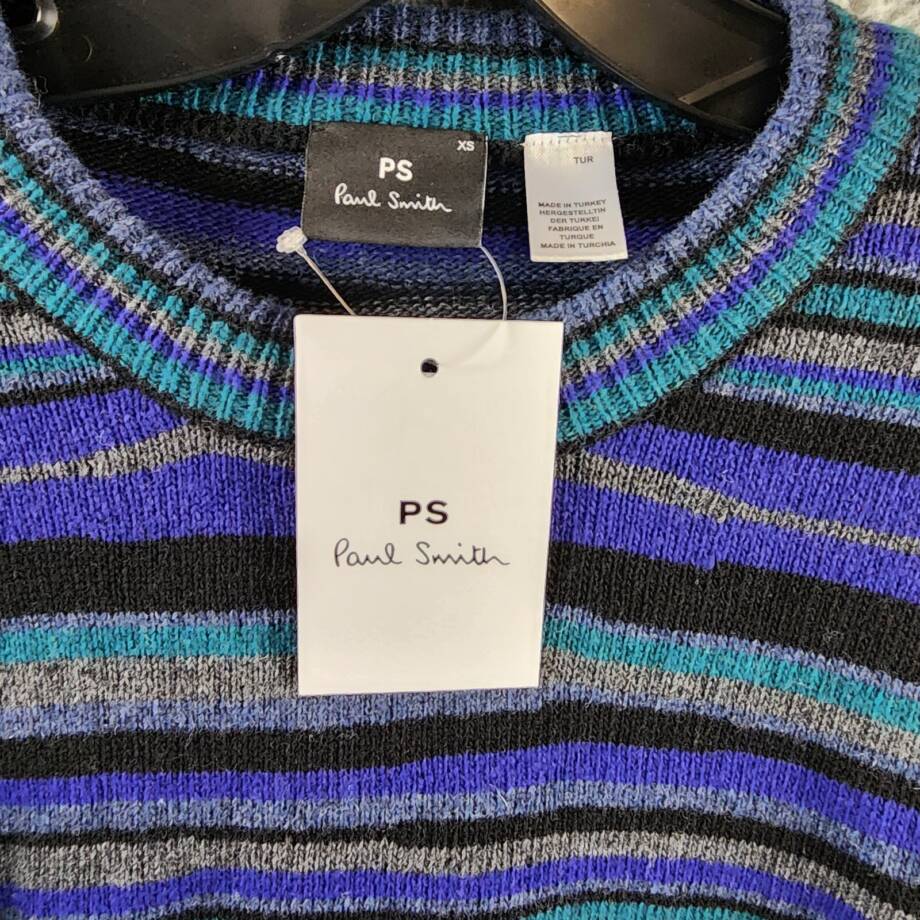 XS
PS
Paul Smith
TUR
MADE IN TURKEY
HERGESTELLTIN
DER TURKEI
FABRIQUE EN
TURQUE
MADE IN TURCHIA
PS
Paul Smith